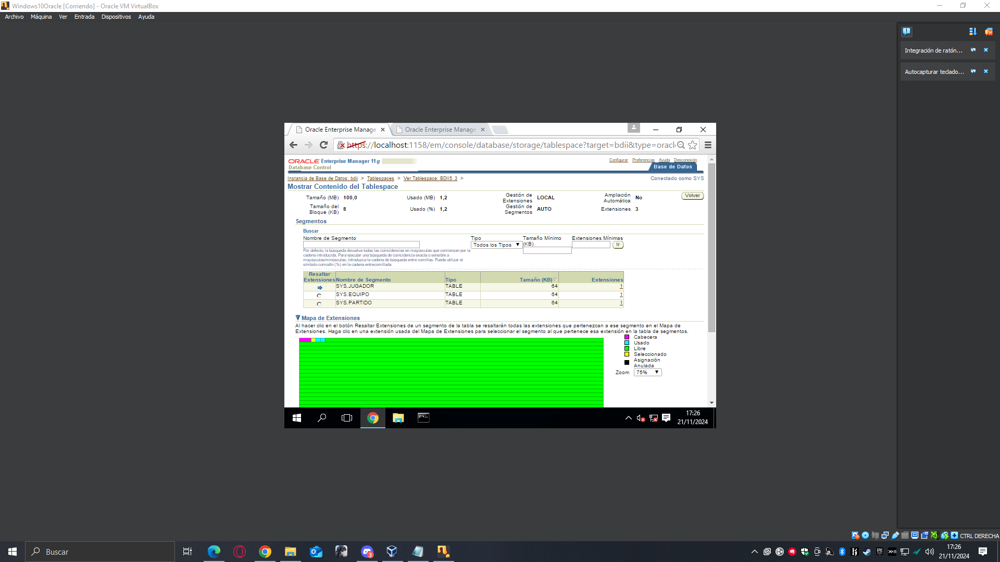 Windows10Oracle [Corriendo] - Oracle VM VirtualBox
Archivo Máquina Ver Entrada Dispositivos Ayuda
Integración de ratón...
Autocapturar teclado...
Oracle Enterprise Manage
Oracle Enterprise Manage
https://localhost:1158/em/console/database/storage/tablespace?target=bdii&type=oracl
ORACLE Enterprise Manager 11g
Database Control
Configurar Preferencias Ayuda Desconexión
Base de Datos
Instancia de Base de Datos: bdii > Tablespaces > Ver Tablespace: BDII5_3 >
Conectado como SYS
Mostrar Contenido del Tablespace
Volver
Tamaño (MB) 100,0 Usado (MB) 1,2 Gestión de Extensiones LOCAL Ampliación Automática No
Tamaño del Bloque (KB) 8 Usado (%) 1,2 Gestión de Segmentos AUTO Extensiones 3
Segmentos
Buscar
Nombre de Segmento Tipo Tamaño Mínimo (KB) Extensiones Mínimas
Todos los Tipos
Ir
Por defecto, la búsqueda devuelve todas las coincidencias en mayúsculas que comienzan por la
cadena introducida. Para ejecutar una búsqueda de coincidencia exacta o sensible a
mayúsculas/minúsculas, introduzca la cadena de búsqueda entre comillas. Puede utilizar el
símbolo comodín (%) en la cadena entrecomillada.
Resaltar Extensiones Nombre de Segmento Tipo Tamaño (KB) Extensiones
SYS.JUGADOR TABLE 64 1
SYS.EQUIPO TABLE 64 1
SYS.PARTIDO TABLE 64 1
Mapa de Extensiones
Al hacer clic en el botón Resaltar Extensiones de un segmento de la tabla se resaltarán todas las extensiones que pertenezcan a ese segmento en el Mapa de
Extensiones. Haga clic en una extensión usada del Mapa de Extensiones para seleccionar el segmento al que pertenece esa extensión en la tabla de segmentos.
Cabecera
Usado
Libre
Seleccionado
Asignación
Anulada
Zoom 75%
17:26
21/11/2024
CTRL DERECHA
Buscar
3
17:26
21/11/2024